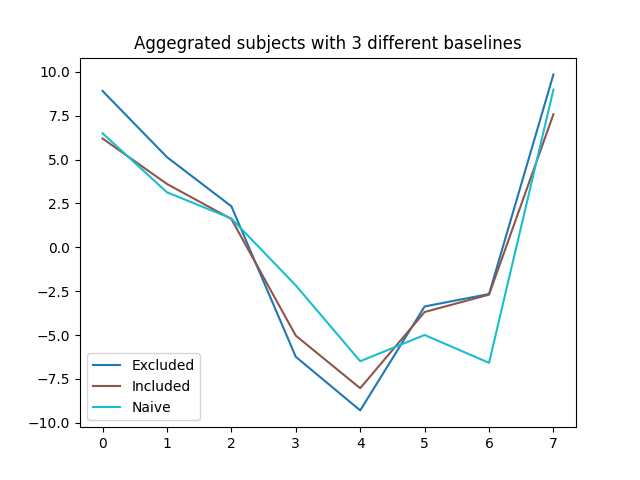 Aggegrated subjects with 3 different baselines
10.0
7.5
5.0
2.5
0.0
−2.5
−5.0
−7.5
−10.0
Excluded
Included
Naive
0 1 2 3 4 5 6 7